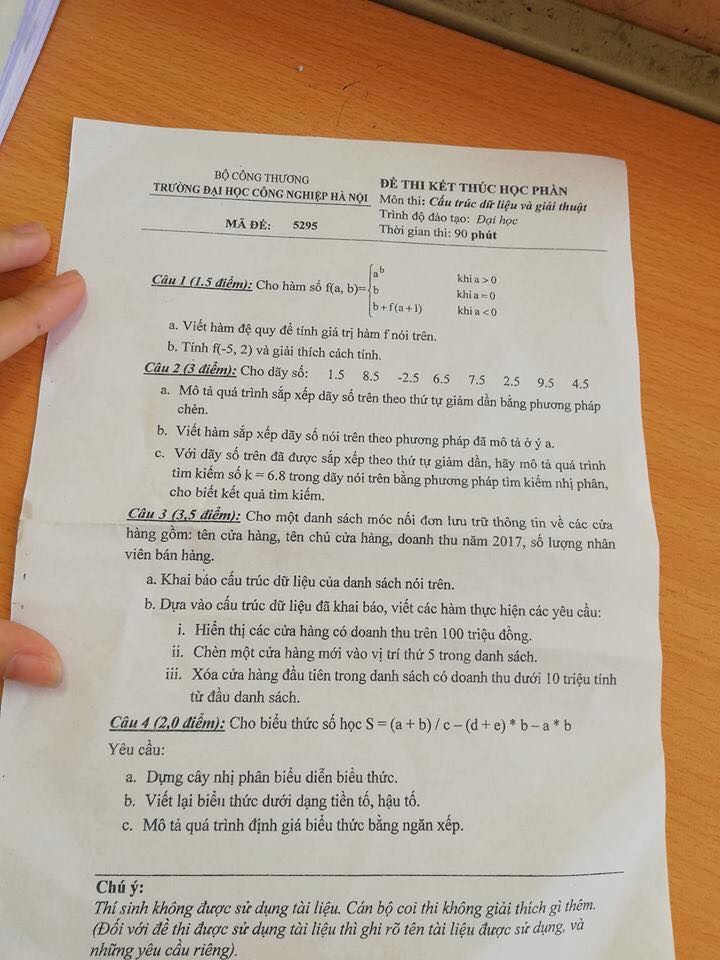 BỘ CÔNG THƯƠNG
TRƯỜNG ĐẠI HỌC CÔNG NGHIỆP HÀ NỘI
MÃ ĐỀ: 5295
ĐỀ THI KẾT THÚC HỌC PHẦN
Môn thi: Cấu trúc dữ liệu và giải thuật
Trình độ đào tạo: Đại học
Thời gian thi: 90 phút
Câu 1 (1.5 điểm): Cho hàm số f(a, b)=
a^b khi a > 0
b khi a = 0
b + f (a + 1) khi a < 0
a. Viết hàm đệ quy để tính giá trị hàm f nói trên.
b. Tính f(-5, 2) và giải thích cách tính.
Câu 2 (3 điểm): Cho dãy số: 1.5 8.5 -2.5 6.5 7.5 2.5 9.5 4.5
a. Mô tả quá trình sắp xếp dãy số trên theo thứ tự giảm dần bằng phương pháp
chèn.
b. Viết hàm sắp xếp dãy số nói trên theo phương pháp đã mô tả ở ý a.
c. Với dãy số trên đã được sắp xếp theo thứ tự giảm dần, hãy mô tả quá trình
tìm kiếm số k = 6.8 trong dãy nói trên bằng phương pháp tìm kiếm nhị phân,
cho biết kết quả tìm kiếm.
Câu 3 (3,5 điểm): Cho một danh sách móc nối đơn lưu trữ thông tin về các cửa
hàng gồm: tên cửa hàng, tên chủ cửa hàng, doanh thu năm 2017, số lượng nhân
viên bán hàng.
a. Khai báo cấu trúc dữ liệu của danh sách nói trên.
b. Dựa vào cấu trúc dữ liệu đã khai báo, viết các hàm thực hiện các yêu cầu:
i. Hiển thị các cửa hàng có doanh thu trên 100 triệu đồng.
ii. Chèn một cửa hàng mới vào vị trí thứ 5 trong danh sách.
iii. Xóa cửa hàng đầu tiên trong danh sách có doanh thu dưới 10 triệu tính
từ đầu danh sách.
Câu 4 (2,0 điểm): Cho biểu thức số học S = (a + b) / c – (d + e) * b – a * b
Yêu cầu:
a. Dựng cây nhị phân biểu diễn biểu thức.
b. Viết lại biểu thức dưới dạng tiền tố, hậu tố.
c. Mô tả quá trình định giá biểu thức bằng ngăn xếp.
Chú ý:
Thí sinh không được sử dụng tài liệu. Cán bộ coi thi không giải thích gì thêm.
(Đối với đề thi được sử dụng tài liệu thì ghi rõ tên tài liệu được sử dụng, và
những yêu cầu riêng).